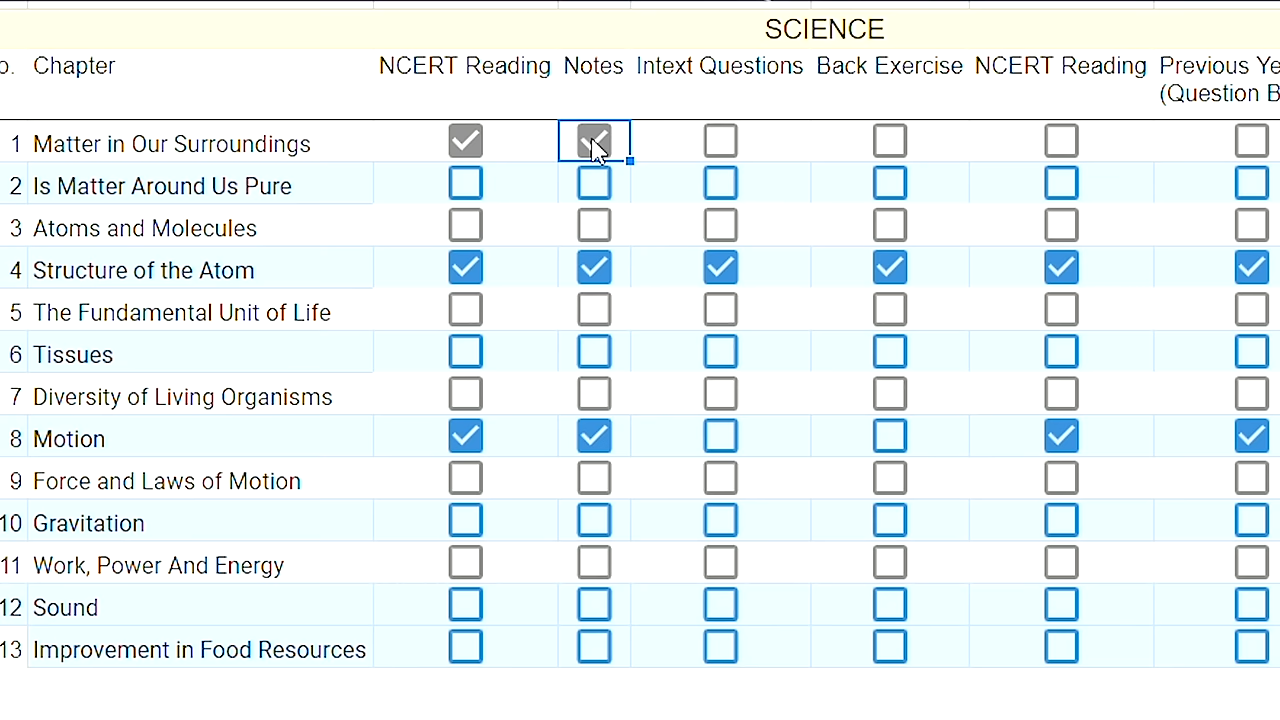 SCIENCE
Chapter NCERT Reading Notes Intext Questions Back Exercise NCERT Reading Previous
(Question
1 Matter in Our Surroundings
2 Is Matter Around Us Pure
3 Atoms and Molecules
4 Structure of the Atom
5 The Fundamental Unit of Life
6 Tissues
7 Diversity of Living Organisms
8 Motion
9 Force and Laws of Motion
10 Gravitation
11 Work, Power And Energy
12 Sound
13 Improvement in Food Resources